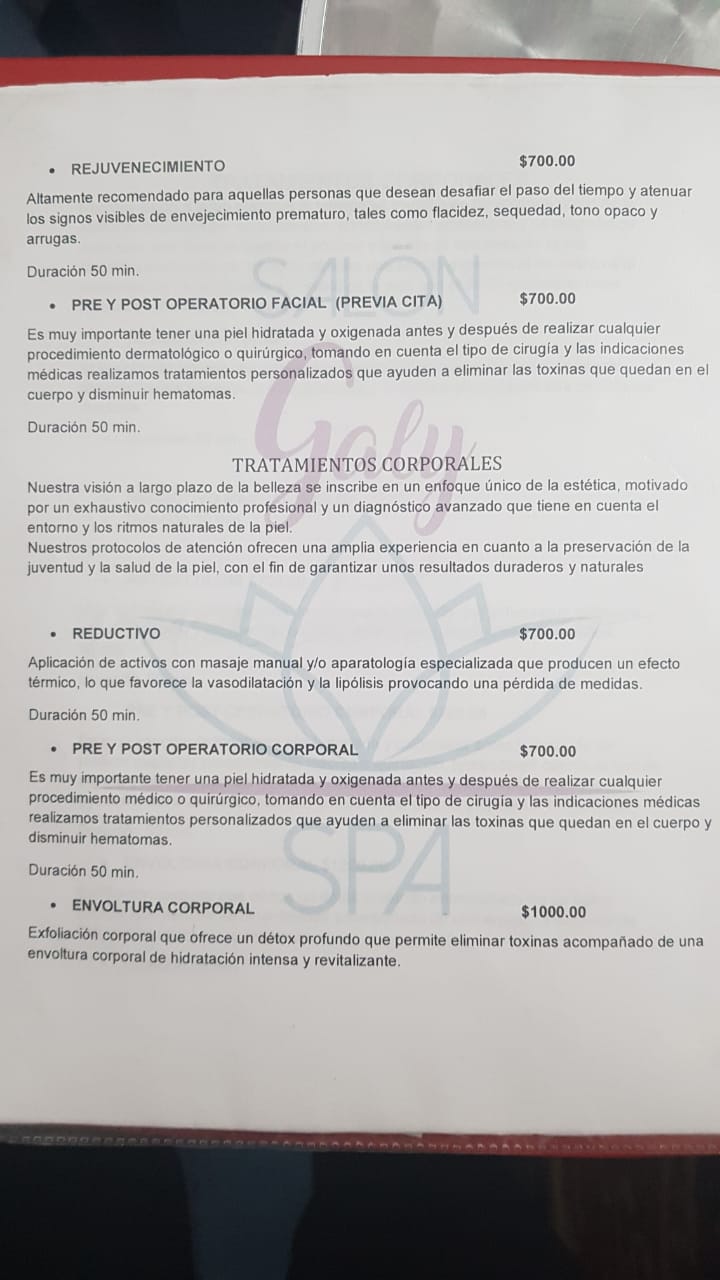 • REJUVENECIMIENTO $700.00
Altamente recomendado para aquellas personas que desean desafiar el paso del tiempo y atenuar
los signos visibles de envejecimiento prematuro, tales como flacidez, sequedad, tono opaco y
arrugas.
Duración 50 min.
• PRE Y POST OPERATORIO FACIAL (PREVIA CITA) $700.00
Es muy importante tener una piel hidratada y oxigenada antes y después de realizar cualquier
procedimiento dermatológico o quirúrgico, tomando en cuenta el tipo de cirugía y las indicaciones
médicas realizamos tratamientos personalizados que ayuden a eliminar las toxinas que quedan en el
cuerpo y disminuir hematomas.
Duración 50 min.
TRATAMIENTOS CORPORALES
Nuestra visión a largo plazo de la belleza se inscribe en un enfoque único de la estética, motivado
por un exhaustivo conocimiento profesional y un diagnóstico avanzado que tiene en cuenta el
entorno y los ritmos naturales de la piel.
Nuestros protocolos de atención ofrecen una amplia experiencia en cuanto a la preservación de la
juventud y la salud de la piel, con el fin de garantizar unos resultados duraderos y naturales
• REDUCTIVO $700.00
Aplicación de activos con masaje manual y/o aparatología especializada que producen un efecto
térmico, lo que favorece la vasodilatación y la lipólisis provocando una pérdida de medidas.
Duración 50 min.
• PRE Y POST OPERATORIO CORPORAL $700.00
Es muy importante tener una piel hidratada y oxigenada antes y después de realizar cualquier
procedimiento médico o quirúrgico, tomando en cuenta el tipo de cirugía y las indicaciones médicas
realizamos tratamientos personalizados que ayuden a eliminar las toxinas que quedan en el cuerpo y
disminuir hematomas.
Duración 50 min.
• ENVOLTURA CORPORAL $1000.00
Exfoliación corporal que ofrece un détox profundo que permite eliminar toxinas acompañado de una
envoltura corporal de hidratación intensa y revitalizante.
SALÓN
Galy
SPA